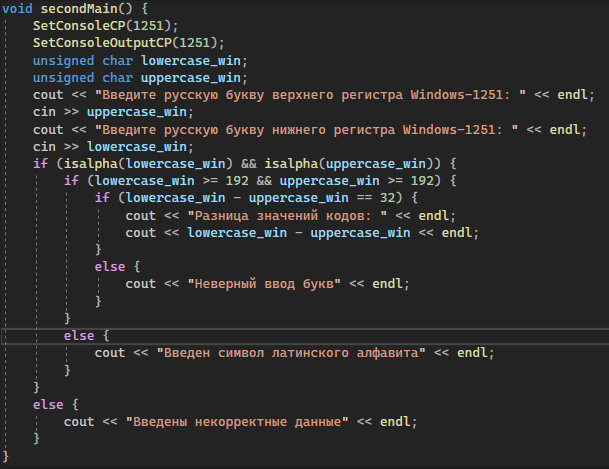 void secondMain() {
    SetConsoleCP(1251);
    SetConsoleOutputCP(1251);
    unsigned char lowercase_win;
    unsigned char uppercase_win;
    cout << "Введите русскую букву верхнего регистра Windows-1251: " << endl;
    cin >> uppercase_win;
    cout << "Введите русскую букву нижнего регистра Windows-1251: " << endl;
    cin >> lowercase_win;
    if (isalpha(lowercase_win) && isalpha(uppercase_win)) {
        if (lowercase_win >= 192 && uppercase_win >= 192) {
            if (lowercase_win - uppercase_win == 32) {
                cout << "Разница значений кодов: " << endl;
                cout << lowercase_win - uppercase_win << endl;
            }
            else {
                cout << "Неверный ввод букв" << endl;
            }
        }
        else {
            cout << "Введен символ латинского алфавита" << endl;
        }
    }
    else {
        cout << "Введены некорректные данные" << endl;
    }
}